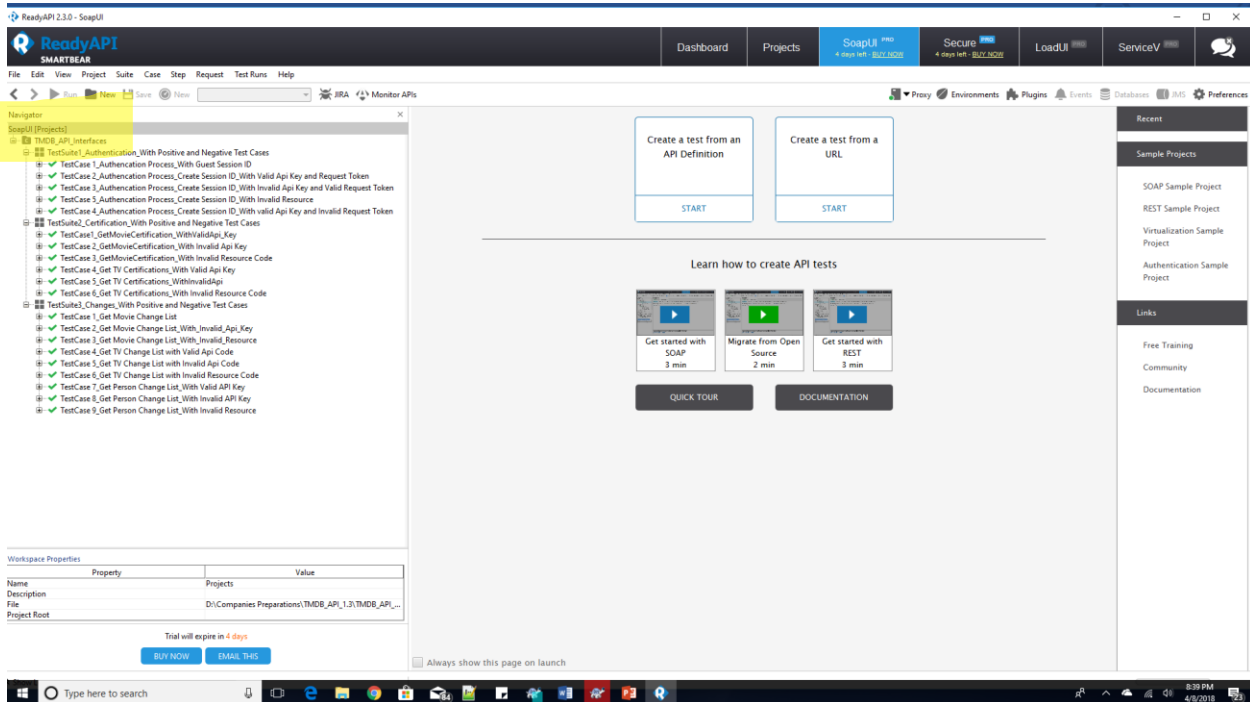 ReadyAPI 2.3.0 - SoapUI
ReadyAPI
SMARTBEAR
Dashboard
Projects
SoapUI PRO
4 days left - BUY NOW
Secure PRO
4 days left - BUY NOW
LoadUI PRO
ServiceV PRO
File Edit View Project Suite Case Step Request Test Runs Help
Run New Save New JIRA Monitor APIs Proxy Environments Plugins Events Databases JMS Preferences
Navigator
SoapUI [Projects]
TMDB_API_Interfaces
TestSuite1_Authentication_With Positive and Negative Test Cases
TestCase 1_Authencation Process_With Guest Session ID
TestCase 2_Authencation Process_Create Session ID_With Valid Api Key and Request Token
TestCase 3_Authencation Process_Create Session ID_With Invalid Api Key and Valid Request Token
TestCase 5_Authencation Process_Create Session ID_With Invalid Resource
TestCase 4_Authencation Process_Create Session ID_With valid Api Key and Invalid Request Token
TestSuite2_Certification_With Positive and Negative Test Cases
TestCase1_GetMovieCertification_WithValidApi_Key
TestCase 2_GetMovieCertification_With Invalid Api Key
TestCase 3_GetMovieCertification_With Invalid Resource Code
TestCase 4_Get TV Certifications_With Valid Api Key
TestCase 5_Get TV Certifications_WithInvalidApi
TestCase 6_Get TV Certifications_With Invalid Resource Code
TestSuite3_Changes_With Positive and Negative Test Cases
TestCase 1_Get Movie Change List
TestCase 2_Get Movie Change List_With_Invalid_Api_Key
TestCase 3_Get Movie Change List_With_Invalid_Resource
TestCase 4_Get TV Change List with Valid Api Code
TestCase 5_Get TV Change List with Invalid Api Code
TestCase 6_Get TV Change List with Invalid Resource Code
TestCase 7_Get Person Change List_With Valid API Key
TestCase 8_Get Person Change List_With Invalid API Key
TestCase 9_Get Person Change List_With Invalid Resource
Workspace Properties
Property Value
Name Projects
Description
File D:\Companies Preparations\TMDB_API_1.3\TMDB_API_...
Project Root
Trial will expire in 4 days
BUY NOW EMAIL THIS
Create a test from an
API Definition
START
Create a test from a
URL
START
Learn how to create API tests
Get started with
SOAP
3 min
Migrate from Open
Source
2 min
Get started with
REST
3 min
QUICK TOUR
DOCUMENTATION
Always show this page on launch
Recent
Sample Projects
SOAP Sample
Project
REST Sample
Project
Virtualization Sample
Project
Authentication Sample
Project
Links
Free Training
Community
Documentation
Type here to search
8:39 PM
4/8/2018